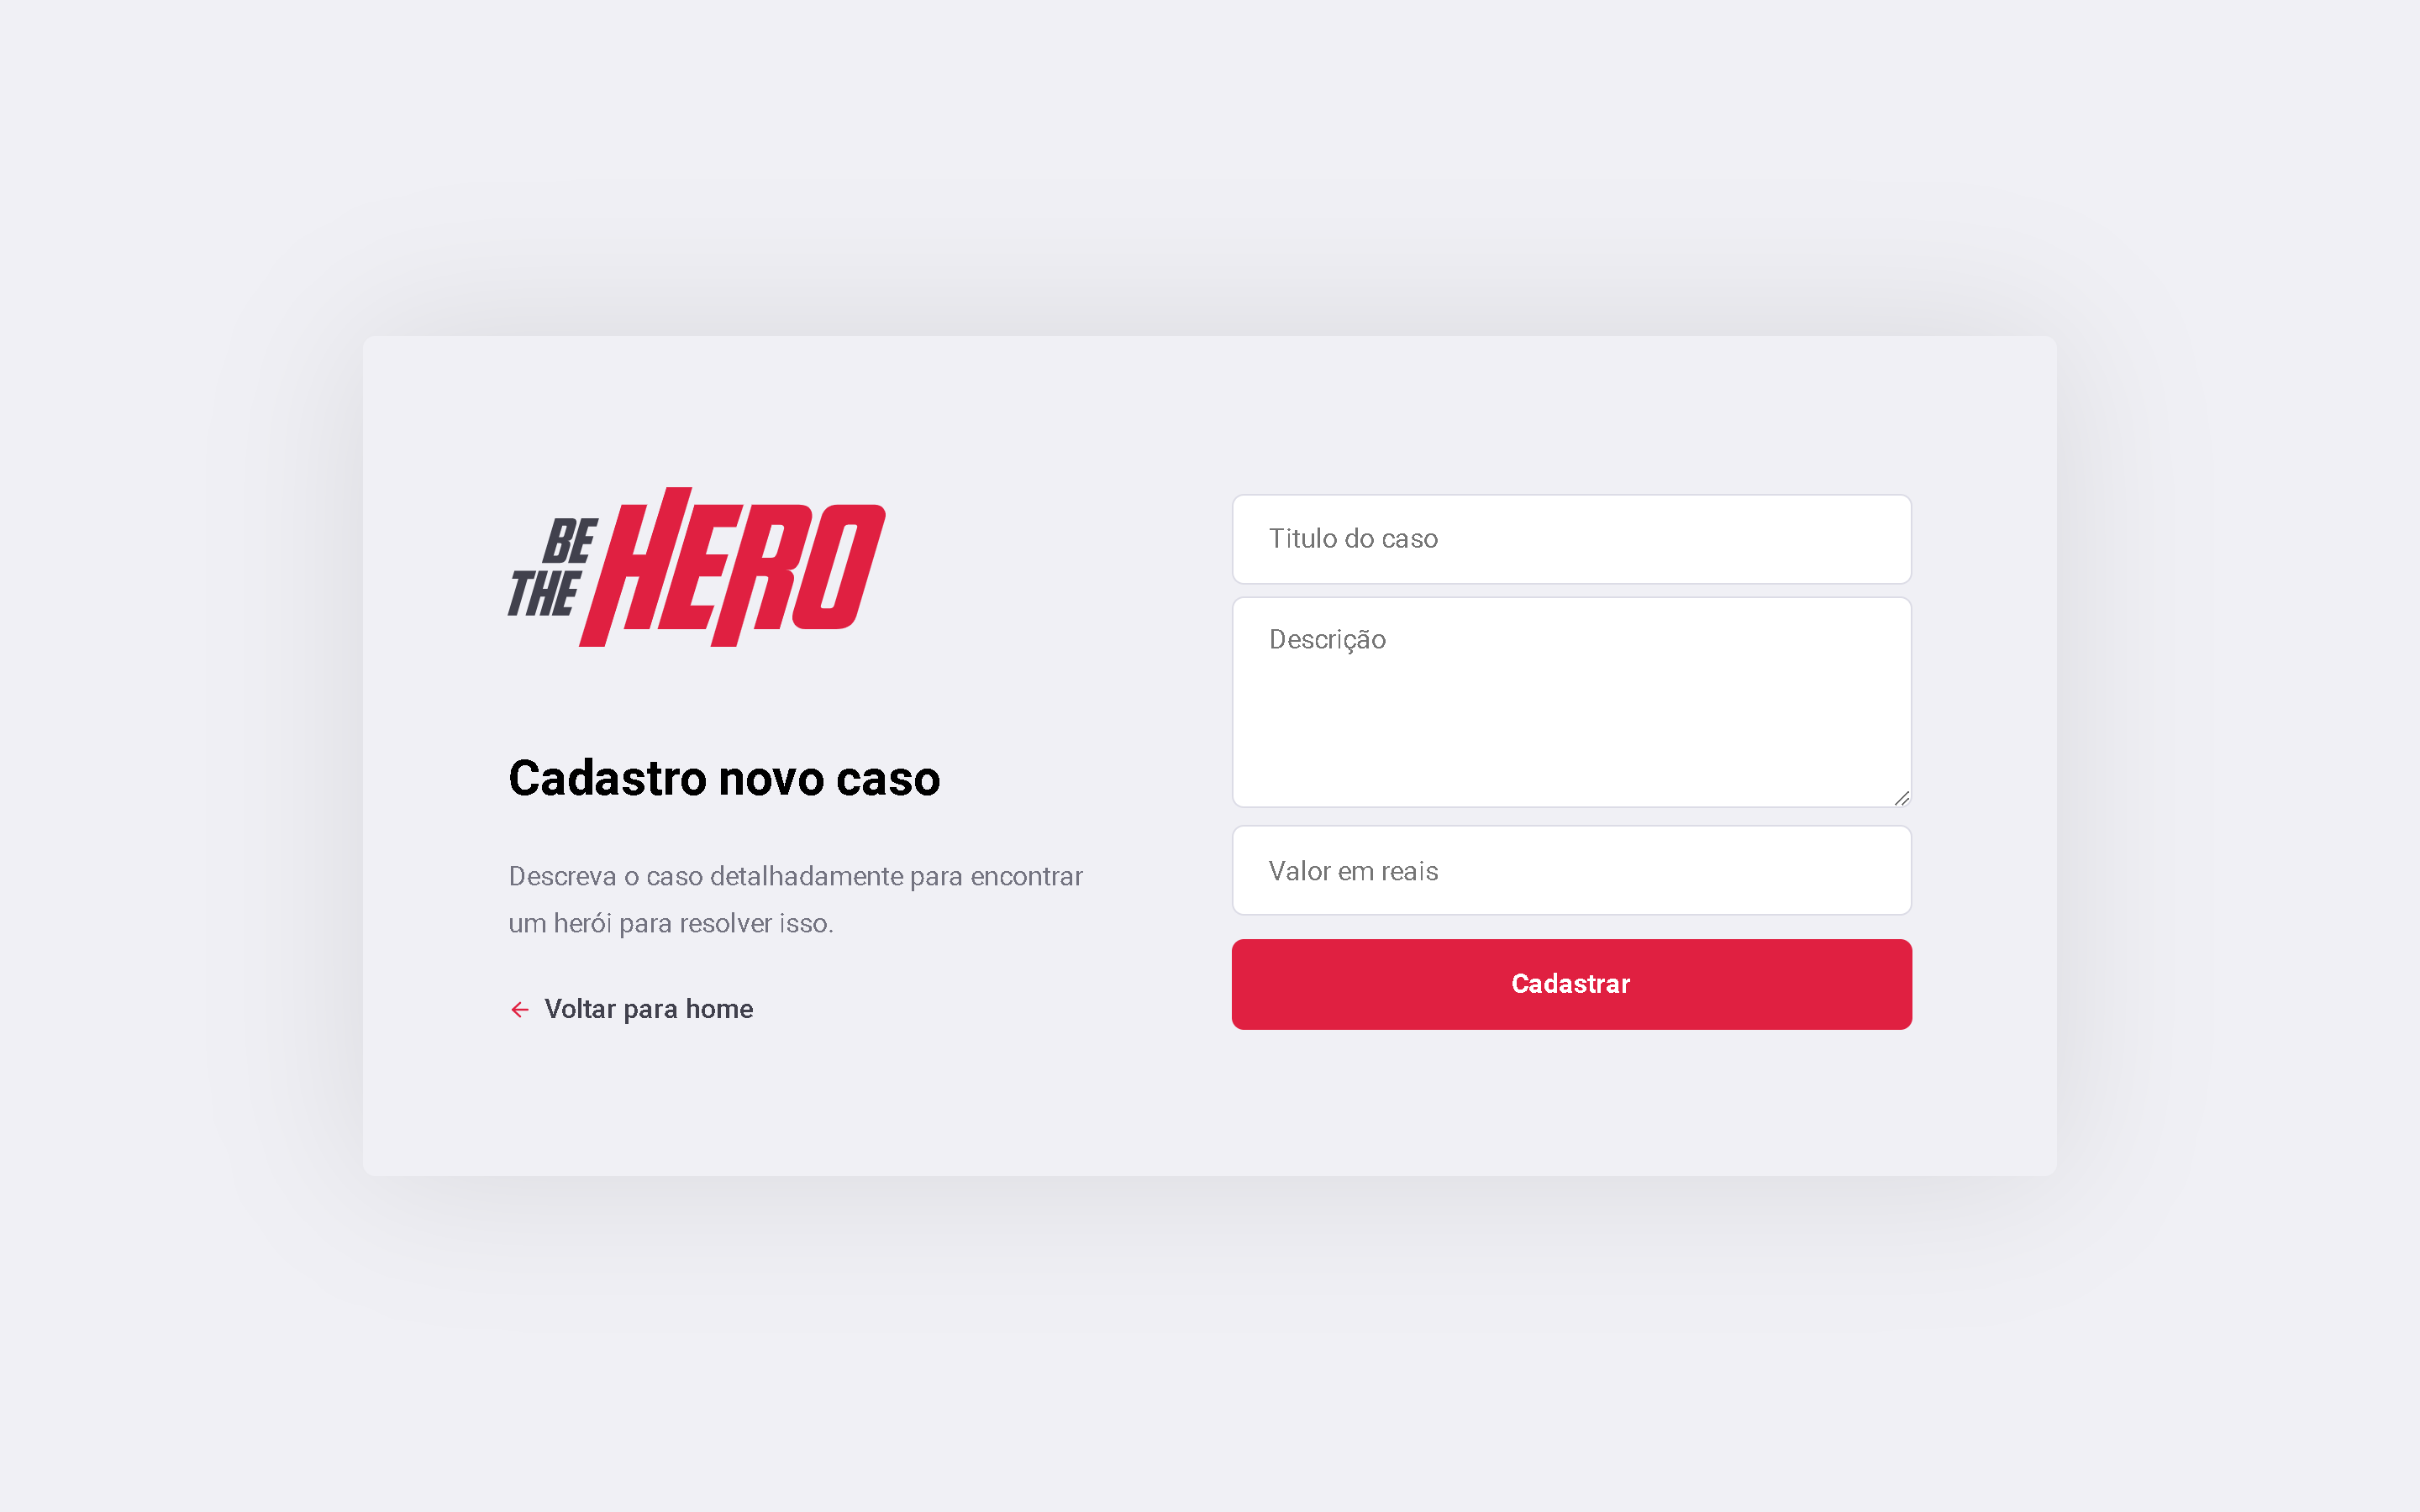 BE
THE
HERO
Cadastro novo caso
Descreva o caso detalhadamente para encontrar
um herói para resolver isso.
Voltar para home
Titulo do caso
Descrição
Valor em reais
Cadastrar